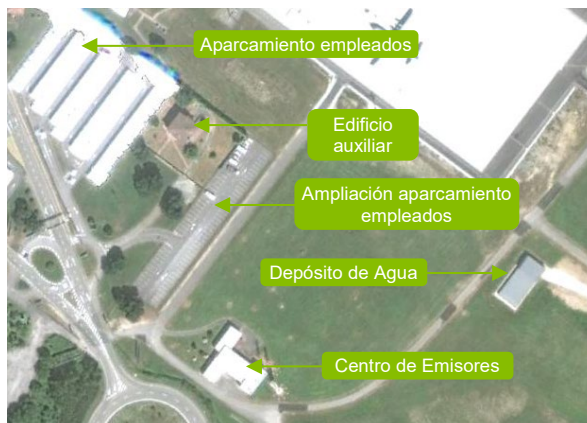 Aparcamiento empleados
Edificio
auxiliar
Ampliación aparcamiento
empleados
Depósito de Agua
Centro de Emisores